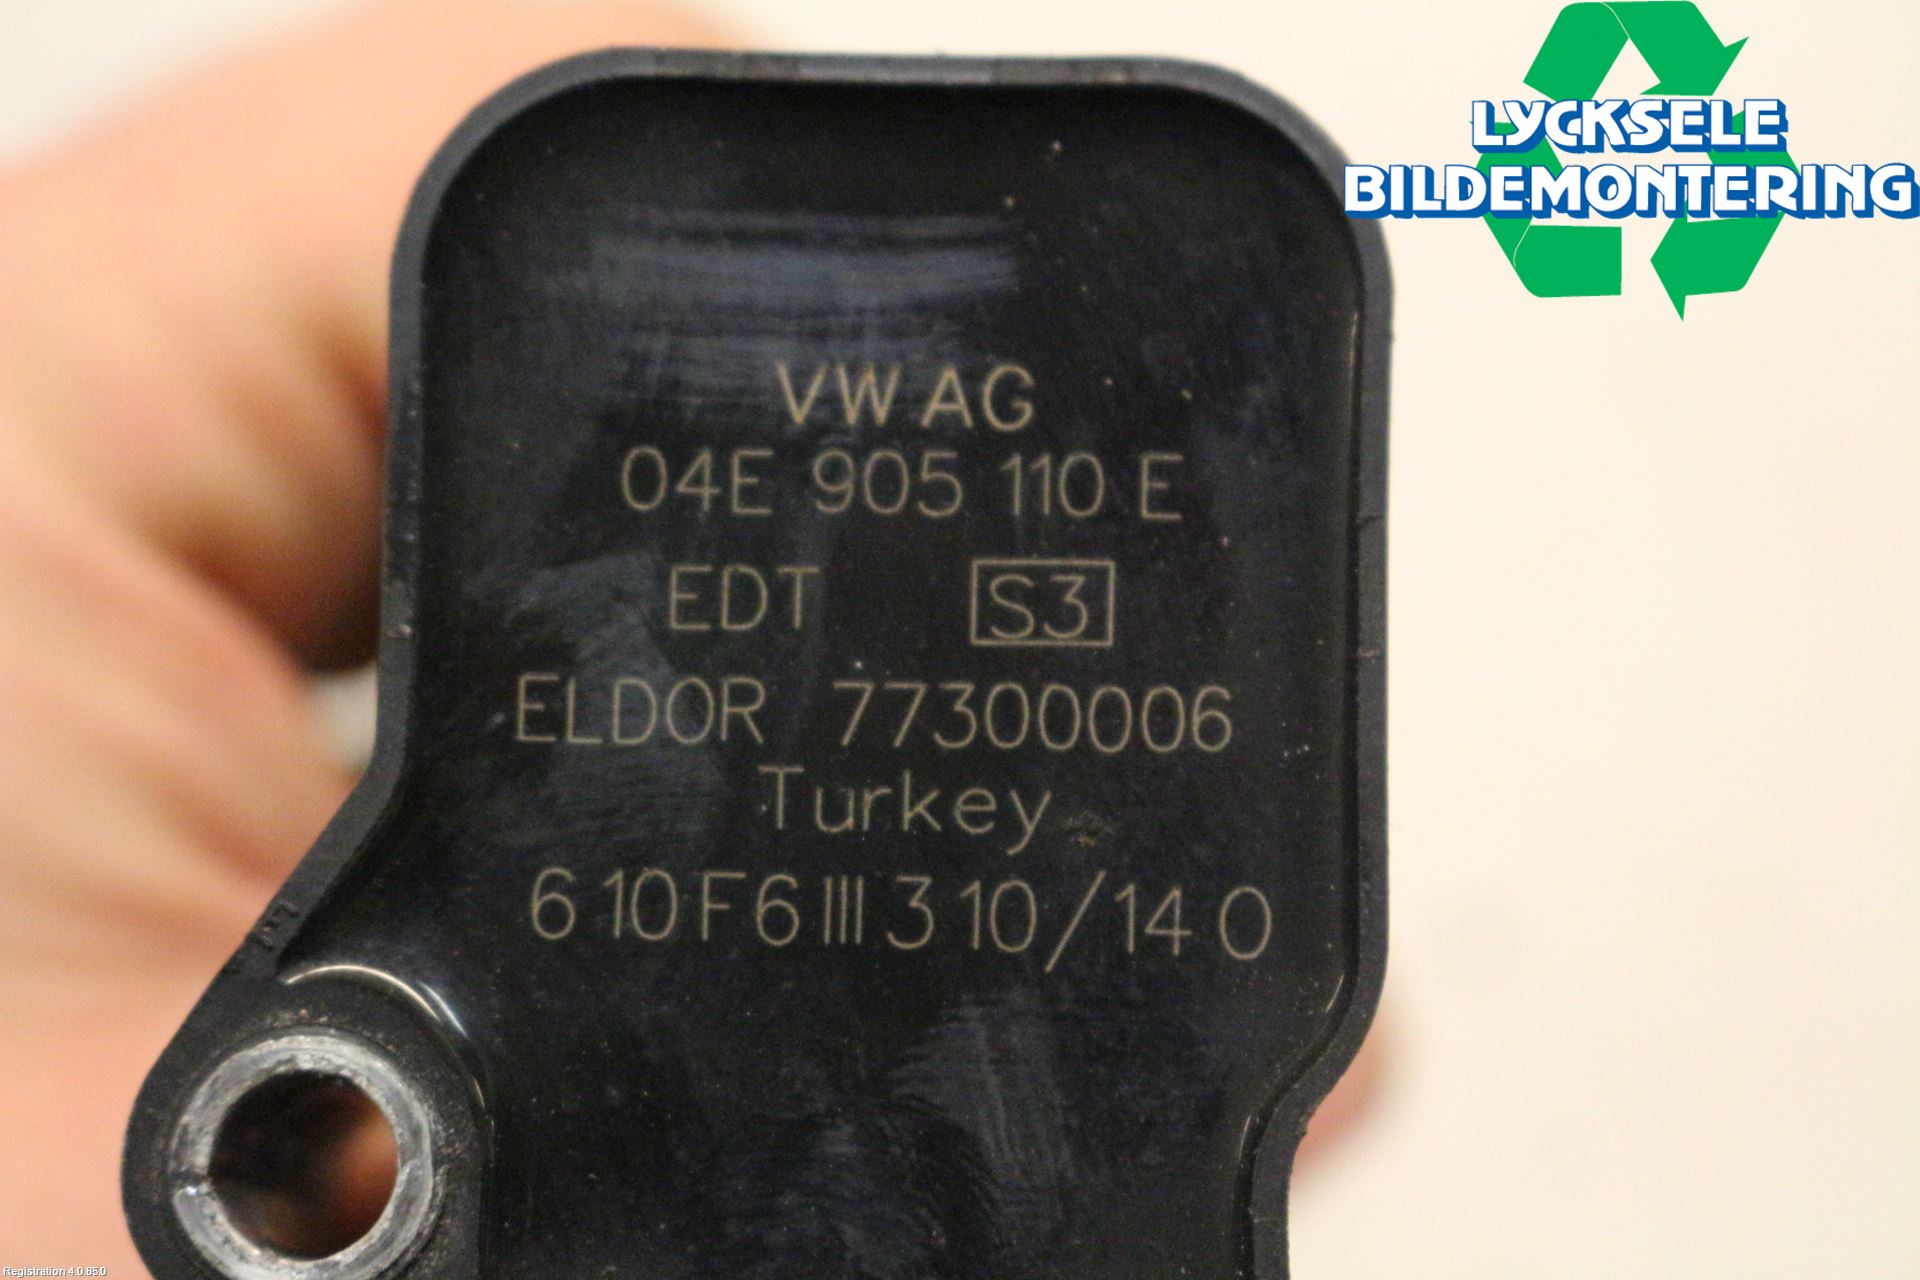 LYCKSELE
BILDEMONTERING
VW AG
04E 905 110 E
EDT S3
ELDOR 77300006
Turkey
6 10 F 6 III 3 10/14 0
Registration 4.0.85.0